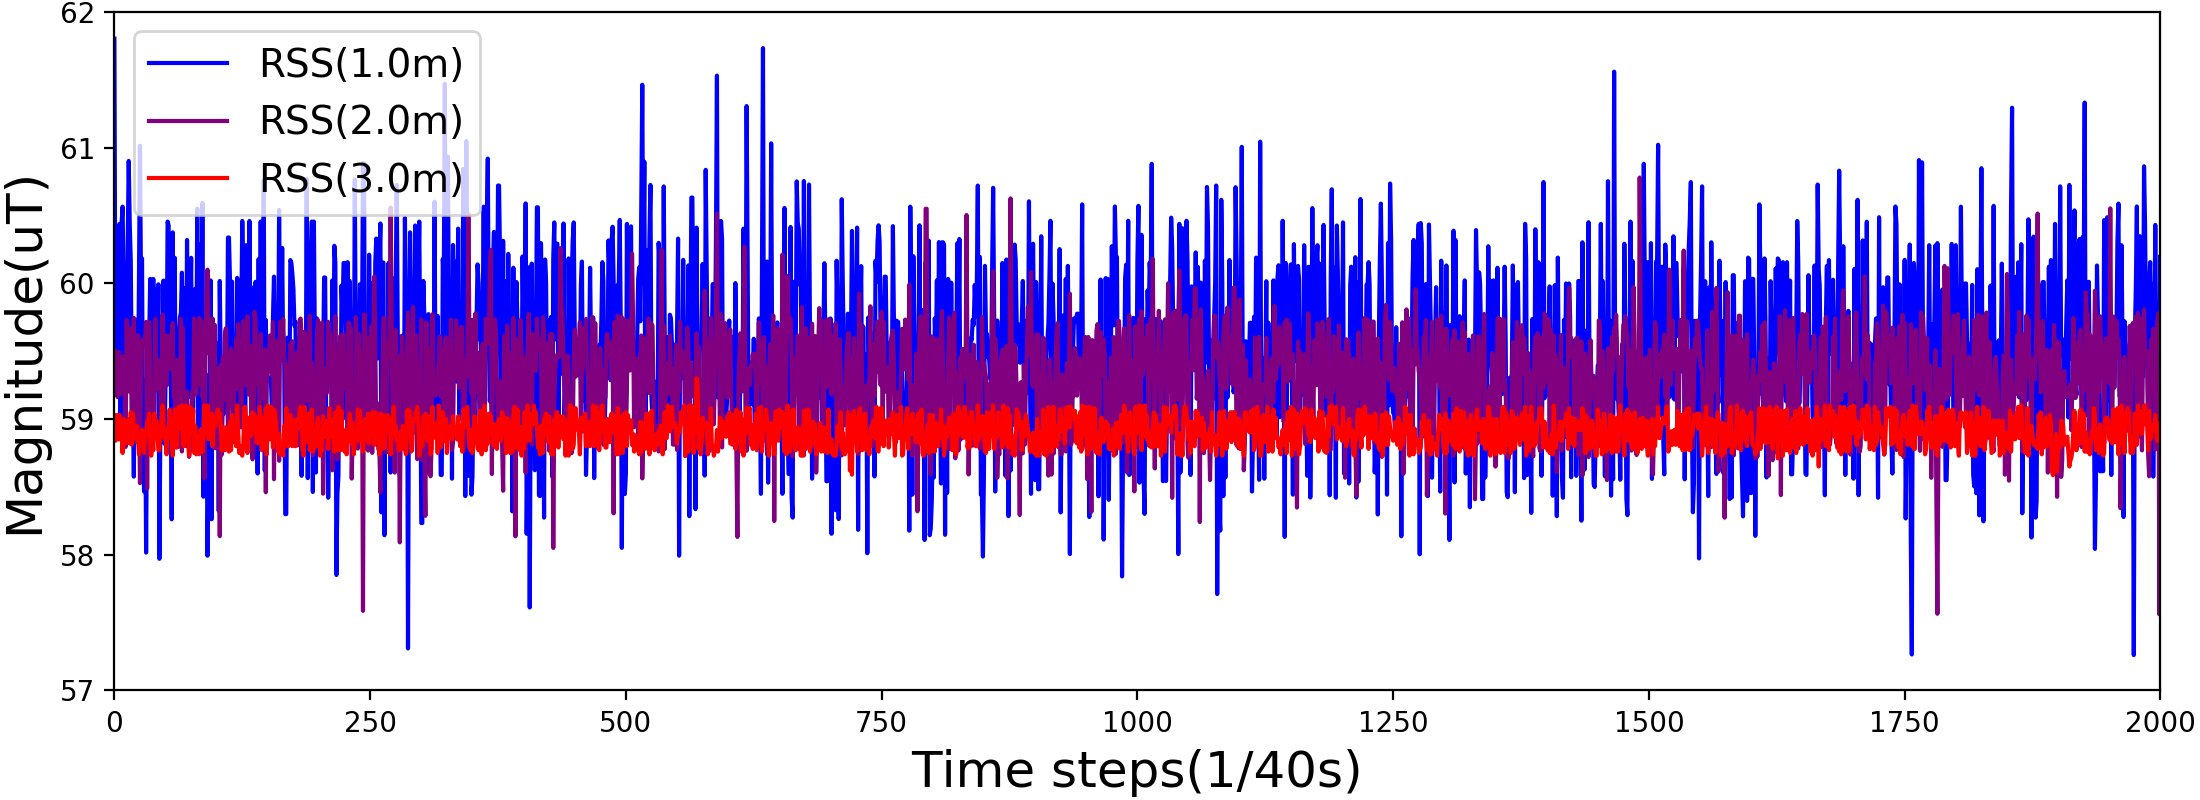 62
61
60
59
58
57
Magnitude(uT)
RSS(1.0m)
RSS(2.0m)
RSS(3.0m)
0 250 500 750 1000 1250 1500 1750 2000
Time steps(1/40s)